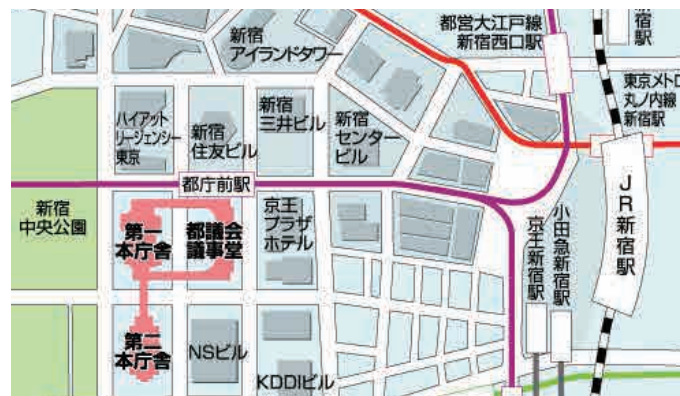 新宿
アイランドタワー
都営大江戸線
新宿西口駅
新宿駅
東京メトロ
丸ノ内線
新宿駅
ハイアット
リージェンシー
東京
新宿
住友ビル
新宿
三井ビル
新宿
センター
ビル
都庁前駅
新宿
中央公園
第一
本庁舎
都議会
議事堂
京王
プラザ
ホテル
京王新宿駅
小田急新宿駅
JR新宿駅
第二
本庁舎
NSビル
KDDIビル